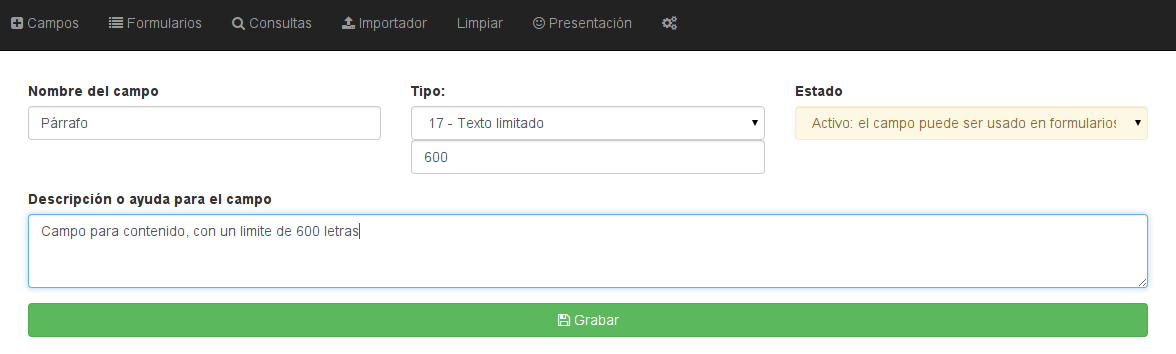 Campos Formularios Consultas Importador Limpiar Presentación
Nombre del campo Tipo: Estado
Párrafo 17 - Texto limitado Activo: el campo puede ser usado en formularios
600
Descripción o ayuda para el campo
Campo para contenido, con un limite de 600 letras
Grabar